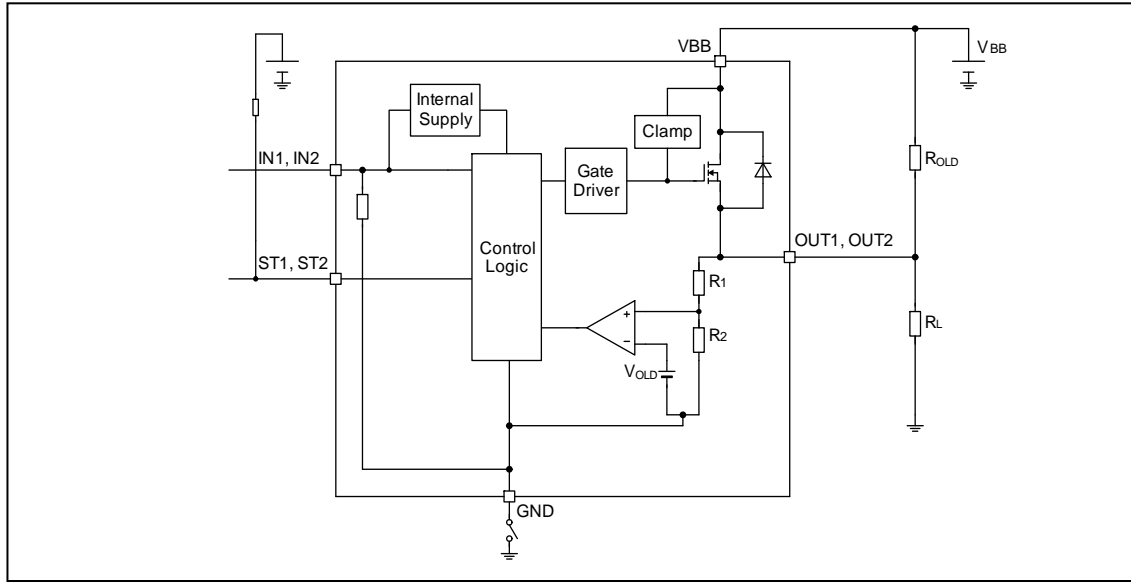 VBB
VBB
Internal
Supply
Clamp
IN1, IN2
Gate
Driver
ROLD
OUT1, OUT2
Control
Logic
ST1, ST2
R1
+
R2
RL
−
VOLD
GND